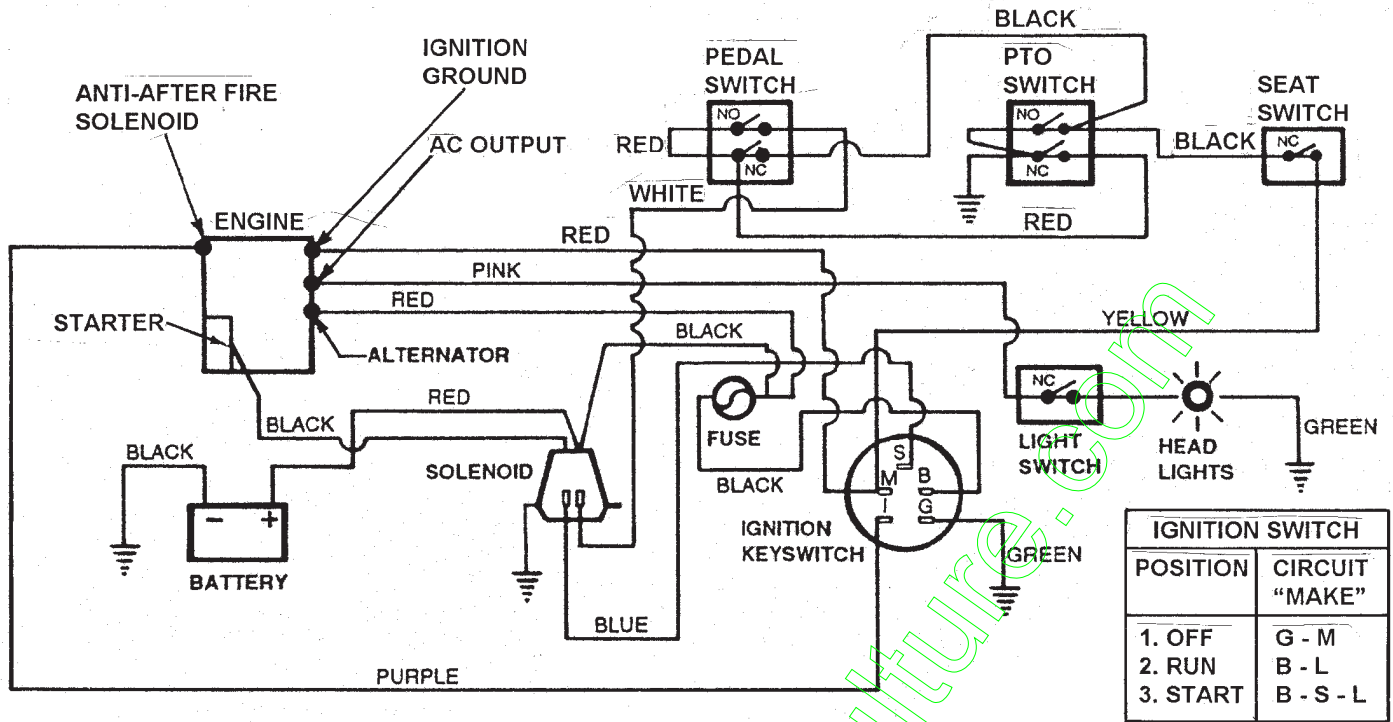 BLACK
IGNITION
GROUND
PEDAL
SWITCH
PTO
SWITCH
SEAT
SWITCH
ANTI-AFTER FIRE
SOLENOID
NO
NO
RED
AC OUTPUT
BLACK
NC
NC
NC
WHITE
ENGINE
RED
RED
PINK
RED
STARTER
BLACK
YELLOW
ALTERNATOR
NC
RED
BLACK
FUSE
LIGHT
SWITCH
HEAD
LIGHTS
GREEN
BLACK
SOLENOID
BLACK
S
M
B
I
G
IGNITION
KEYSWITCH
GREEN
- +
BATTERY
BLUE
PURPLE
IGNITION SWITCH
POSITION CIRCUIT
"MAKE"
1. OFF G - M
2. RUN B - L
3. START B - S - L
ulture.com